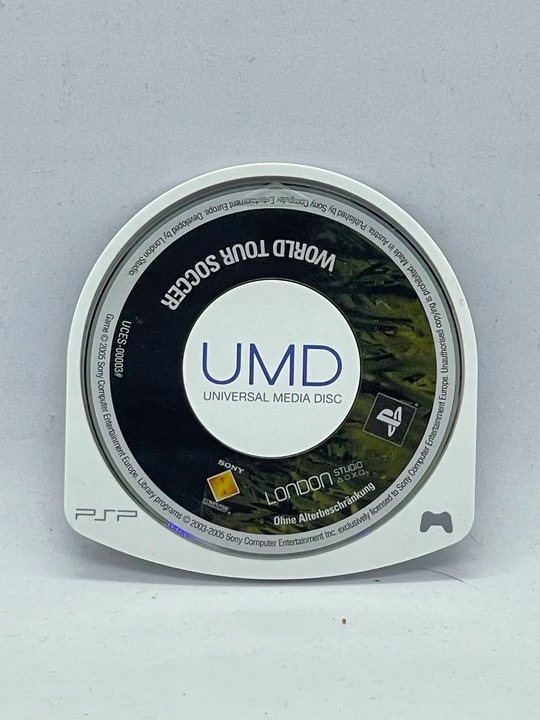 WORLD TOUR SOCCER
UMD
UNIVERSAL MEDIA DISC
UCES-00003#
SONY
LONDON STUDIO
Ohne Alterbeschränkung
PSP
Game © 2005 Sony Computer Entertainment Europe. Library programs © 2003-2005 Sony Computer Entertainment Inc. exclusively licensed to Sony Computer Entertainment Europe. Unauthorised copying is prohibited. Made in Austria. Published by Sony Computer Entertainment Europe. Developed by London Studio.